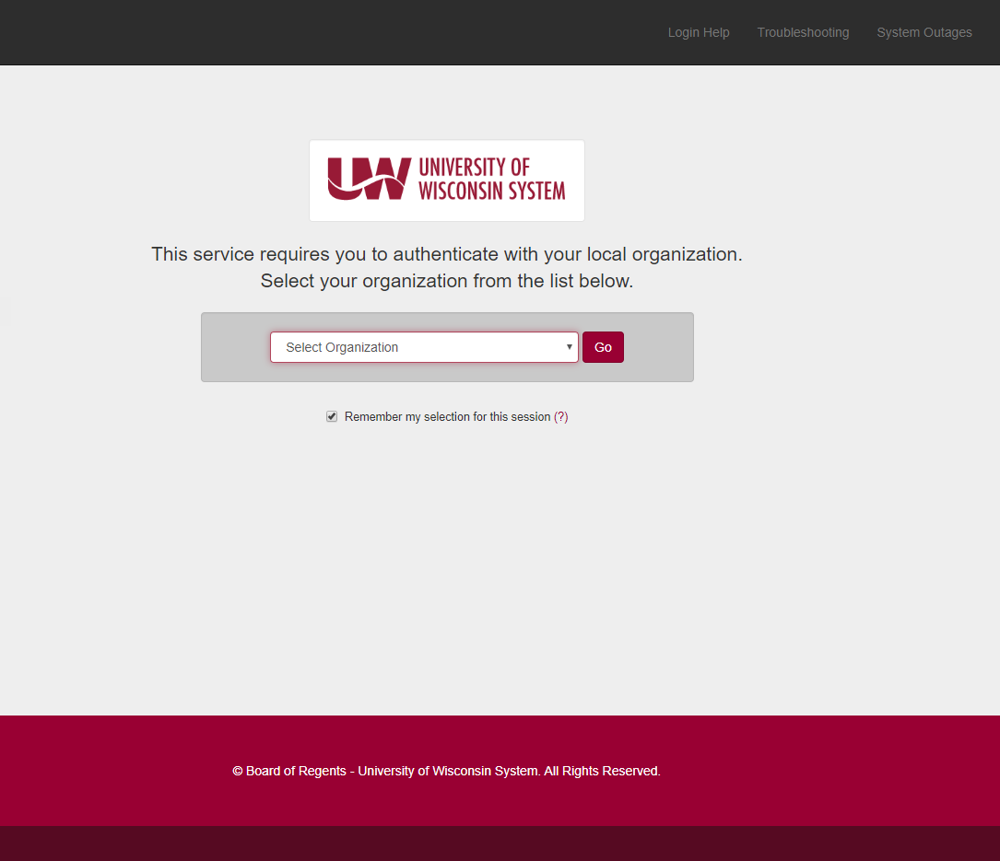 Login Help Troubleshooting System Outages
UW UNIVERSITY OF
WISCONSIN SYSTEM
This service requires you to authenticate with your local organization.
Select your organization from the list below.
Select Organization Go
Remember my selection for this session (?)
© Board of Regents - University of Wisconsin System. All Rights Reserved.